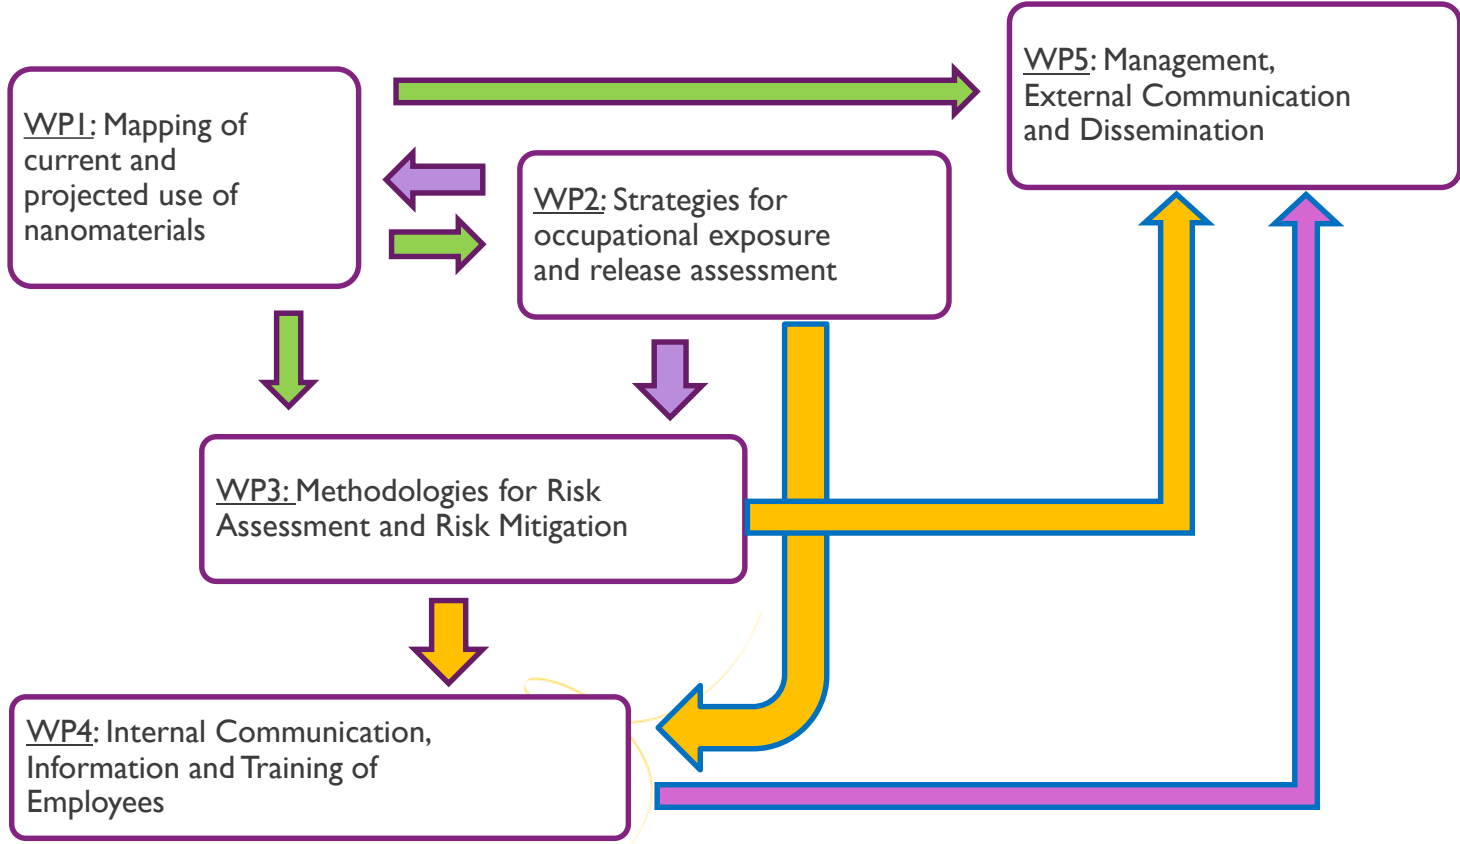 WP1: Mapping of
current and
projected use of
nanomaterials
WP2: Strategies for
occupational exposure
and release assessment
WP5: Management,
External Communication
and Dissemination
WP3: Methodologies for Risk
Assessment and Risk Mitigation
WP4: Internal Communication,
Information and Training of
Employees